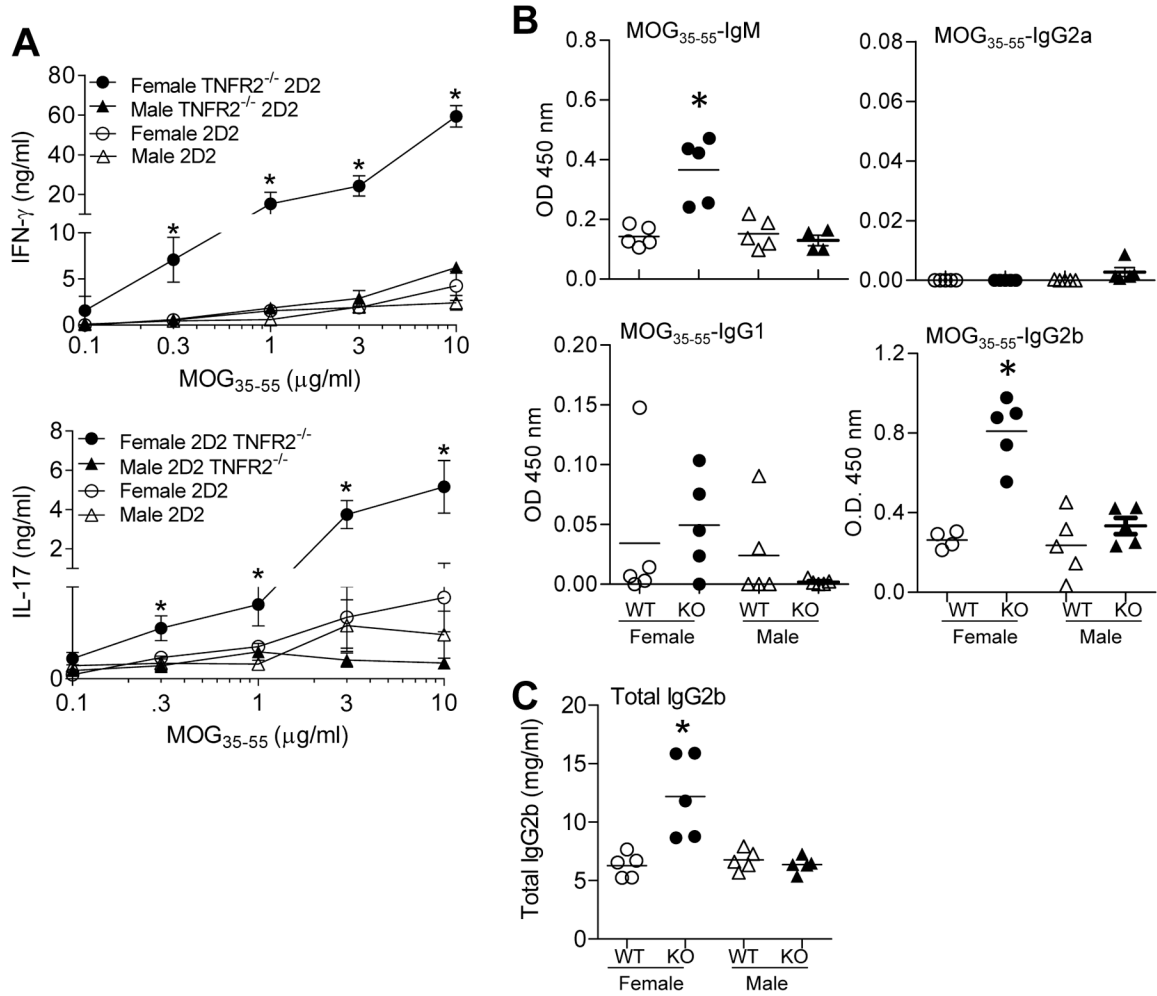 A
Female TNFR2-/- 2D2
Male TNFR2-/- 2D2
Female 2D2
Male 2D2
IFN-γ (ng/ml)
80
60
40
20
10
5
0
0.1 0.3 1 3 10
MOG35-55 (μg/ml)
*
*
*
*
Female 2D2 TNFR2-/-
Male 2D2 TNFR2-/-
Female 2D2
Male 2D2
IL-17 (ng/ml)
8
6
4
2
0
0.1 .3 1 3 10
MOG35-55 (μg/ml)
*
*
*
*
B
MOG35-55-IgM
OD 450 nm
0.8
0.6
0.4
0.2
0.0
*
MOG35-55-IgG2a
0.08
0.06
0.04
0.02
0.00
MOG35-55-IgG1
OD 450 nm
0.20
0.15
0.10
0.05
0.00
WT KO WT KO
Female Male
MOG35-55-IgG2b
O.D. 450 nm
1.2
0.8
0.4
0.0
*
WT KO WT KO
Female Male
C
Total IgG2b
Total IgG2b (mg/ml)
20
15
10
5
0
*
WT KO WT KO
Female Male